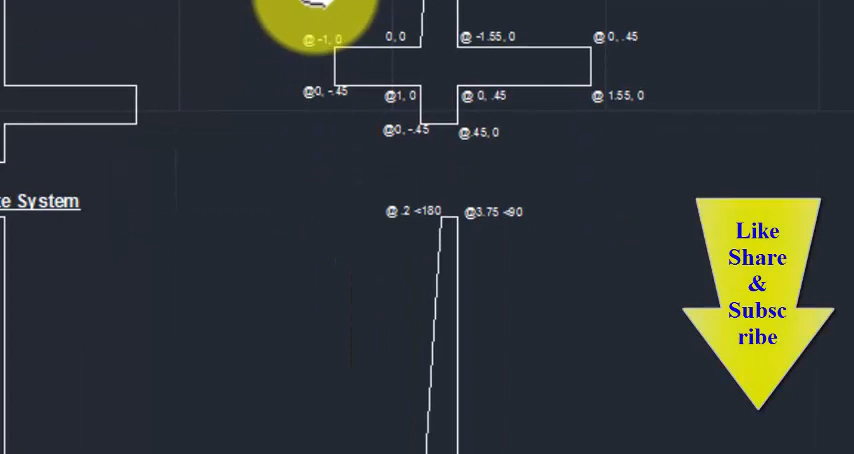 @ -1, 0
0, 0
@ -1.55, 0
@ 0, .45
@0, -.45
@1, 0
@ 0, .45
@ 1.55, 0
@0, -.45
@.45, 0
e System
@ .2 <180
@3.75 <90
Like
Share
&
Subsc
ribe